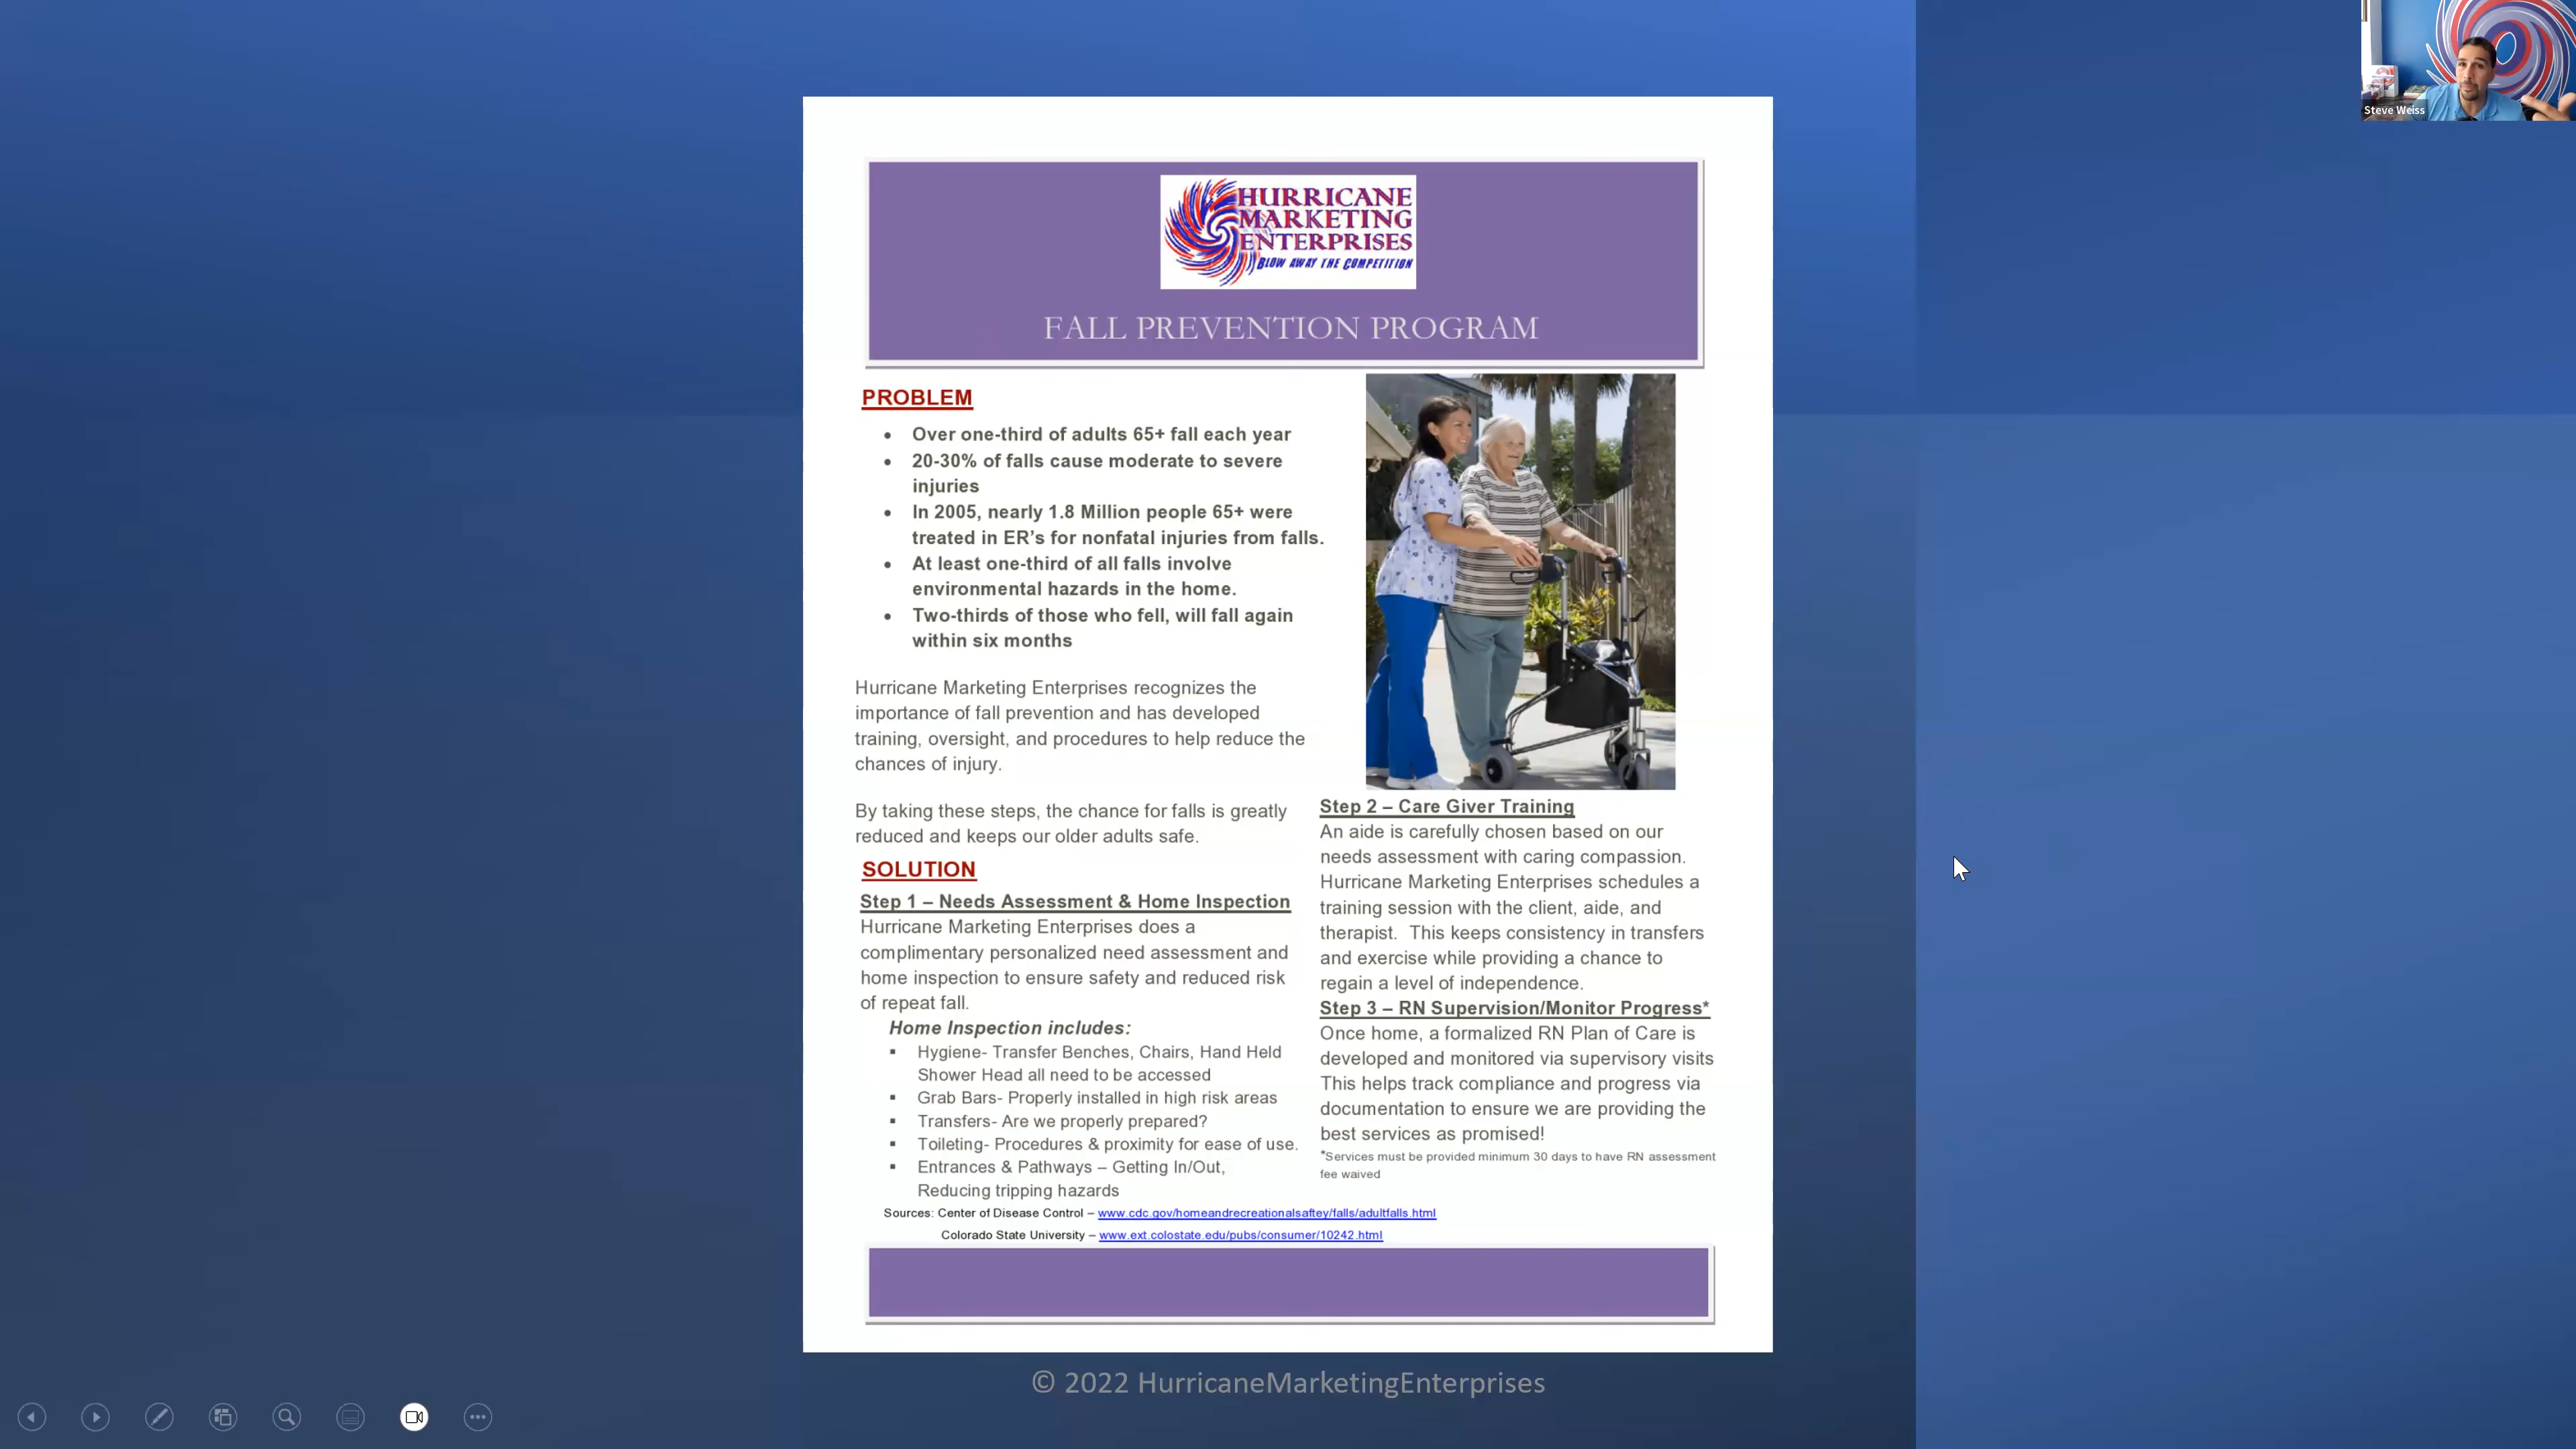 Steve Weiss
HURRICANE
MARKETING
ENTERPRISES
BLOW AWAY THE COMPETITION
FALL PREVENTION PROGRAM
PROBLEM
• Over one-third of adults 65+ fall each year
• 20-30% of falls cause moderate to severe
injuries
• In 2005, nearly 1.8 Million people 65+ were
treated in ER’s for nonfatal injuries from falls.
• At least one-third of all falls involve
environmental hazards in the home.
• Two-thirds of those who fell, will fall again
within six months
Hurricane Marketing Enterprises recognizes the
importance of fall prevention and has developed
training, oversight, and procedures to help reduce the
chances of injury.
By taking these steps, the chance for falls is greatly
reduced and keeps our older adults safe.
SOLUTION
Step 1 – Needs Assessment & Home Inspection
Hurricane Marketing Enterprises does a
complimentary personalized need assessment and
home inspection to ensure safety and reduced risk
of repeat fall.
Home Inspection includes:
▪ Hygiene- Transfer Benches, Chairs, Hand Held
Shower Head all need to be accessed
▪ Grab Bars- Properly installed in high risk areas
▪ Transfers- Are we properly prepared?
▪ Toileting- Procedures & proximity for ease of use.
▪ Entrances & Pathways – Getting In/Out,
Reducing tripping hazards
Step 2 – Care Giver Training
An aide is carefully chosen based on our
needs assessment with caring compassion.
Hurricane Marketing Enterprises schedules a
training session with the client, aide, and
therapist. This keeps consistency in transfers
and exercise while providing a chance to
regain a level of independence.
Step 3 – RN Supervision/Monitor Progress*
Once home, a formalized RN Plan of Care is
developed and monitored via supervisory visits
This helps track compliance and progress via
documentation to ensure we are providing the
best services as promised!
*Services must be provided minimum 30 days to have RN assessment
fee waived
Sources: Center of Disease Control – www.cdc.gov/homeandrecreationalsaftey/falls/adultfalls.html
Colorado State University – www.ext.colostate.edu/pubs/consumer/10242.html
© 2022 HurricaneMarketingEnterprises